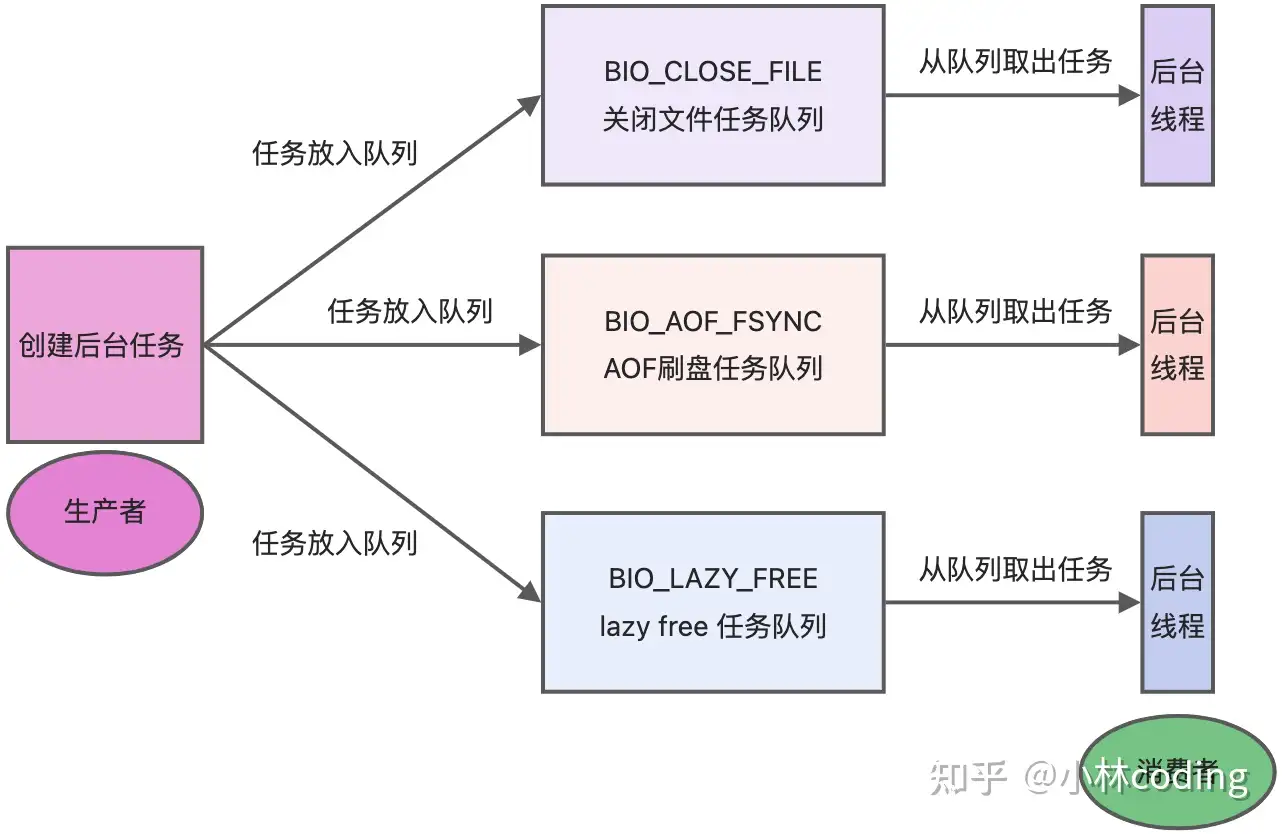 BIO_CLOSE_FILE
关闭文件任务队列
从队列取出任务
后台
线程
任务放入队列
创建后台任务
任务放入队列
BIO_AOF_FSYNC
AOF刷盘任务队列
从队列取出任务
后台
线程
生产者
任务放入队列
BIO_LAZY_FREE
lazy free 任务队列
从队列取出任务
后台
线程
消费者
知乎 @小林coding